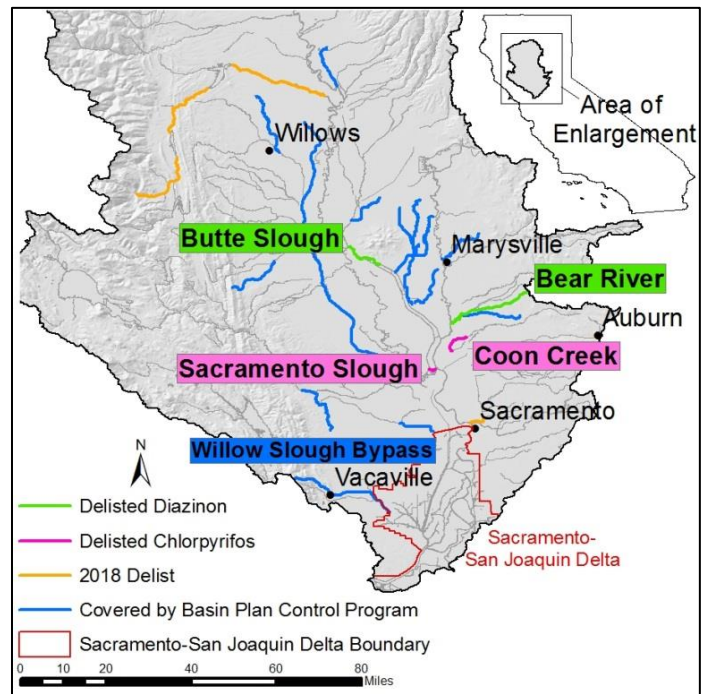 Area of
Enlargement
Willows
Butte Slough
Marysville
Bear River
Auburn
Sacramento Slough
Coon Creek
Sacramento
Willow Slough Bypass
N
Vacaville
Sacramento-
San Joaquin Delta
Delisted Diazinon
Delisted Chlorpyrifos
2018 Delist
Covered by Basin Plan Control Program
Sacramento-San Joaquin Delta Boundary
0 10 20 40 60 80
Miles